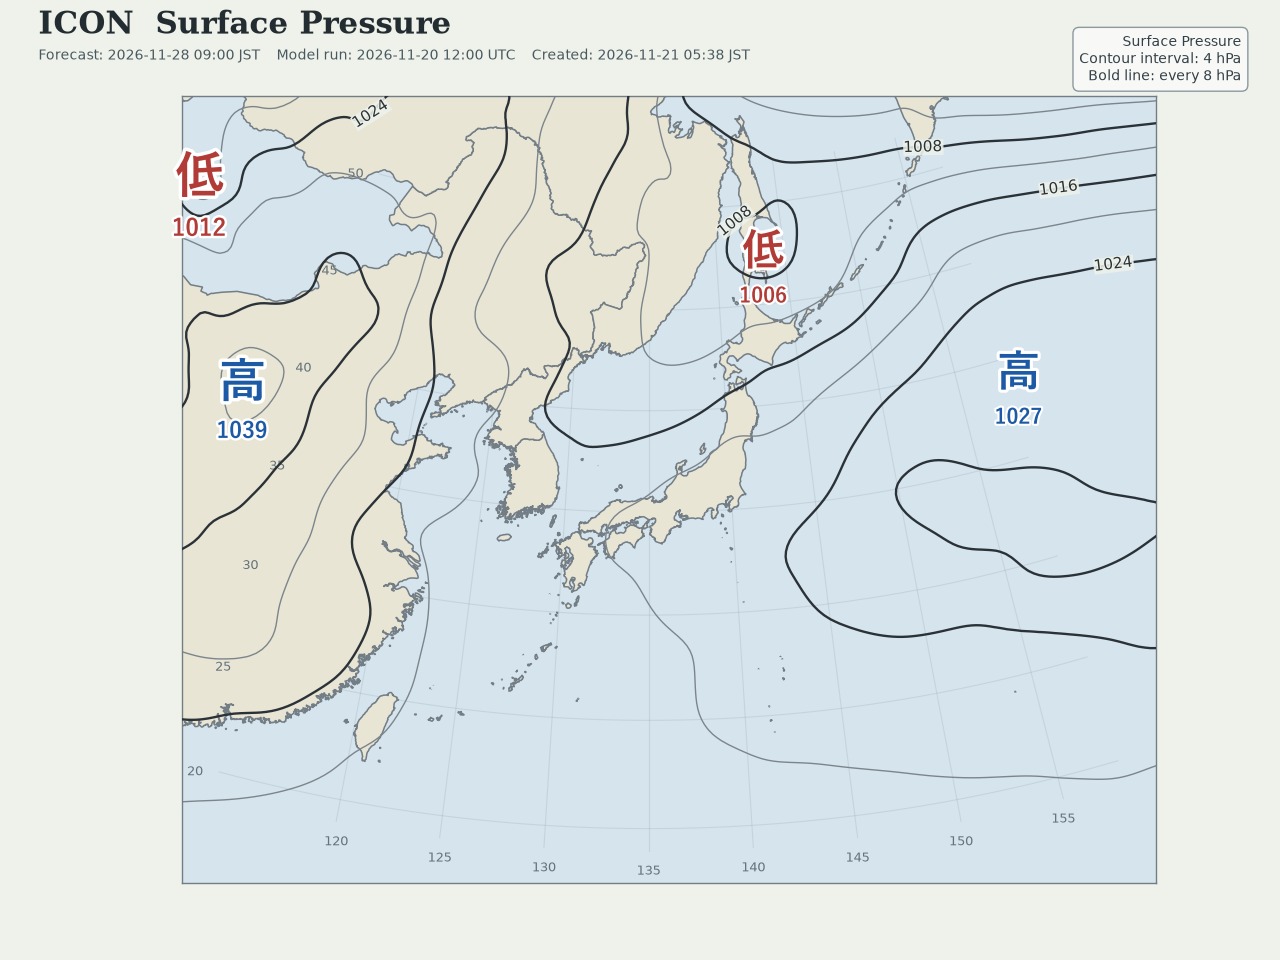 ICON  Surface Pressure
Forecast: 2026-11-28 09:00 JST    Model run: 2026-11-20 12:00 UTC    Created: 2026-11-21 05:38 JST
Surface Pressure
Contour interval: 4 hPa
Bold line: every 8 hPa
1024
1008
低
1012
50
1016
1008
低
1006
1024
45
高
1039
40
高
1027
35
30
25
20
120
125
130
135
140
145
150
155